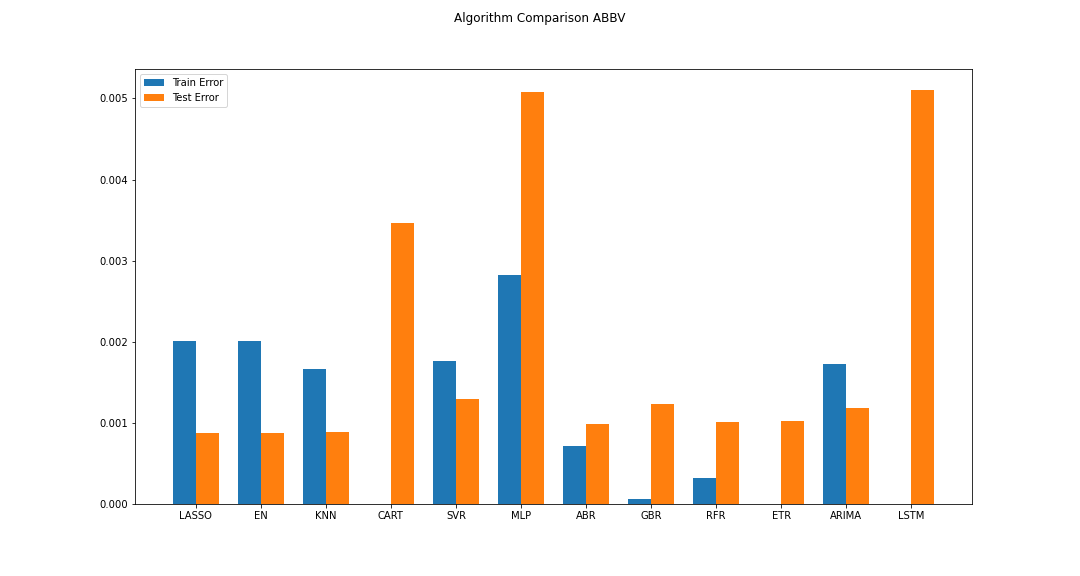 Algorithm Comparison ABBV
Train Error
Test Error
0.005
0.004
0.003
0.002
0.001
0.000
LASSO EN KNN CART SVR MLP ABR GBR RFR ETR ARIMA LSTM